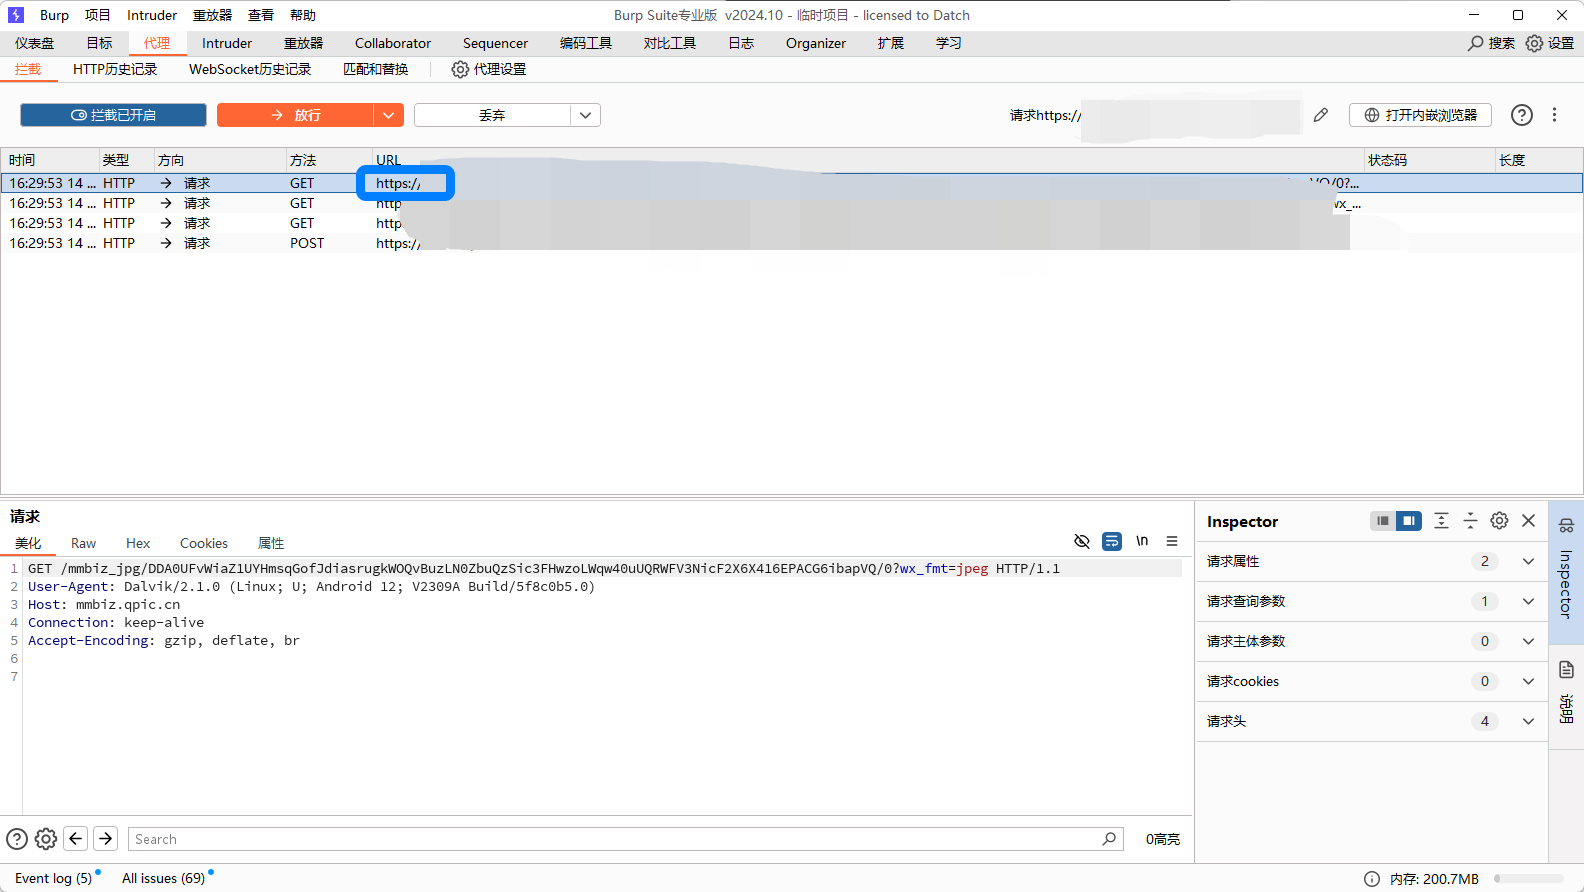 Burp 项目 Intruder 重放器 查看 帮助 Burp Suite专业版 v2024.10 - 临时项目 - licensed to Datch
仪表盘 目标 代理 Intruder 重放器 Collaborator Sequencer 编码工具 对比工具 日志 Organizer 扩展 学习 搜索 设置
拦截 HTTP历史记录 WebSocket历史记录 匹配和替换 代理设置
拦截已开启 放行 丢弃 请求https:// 打开内嵌浏览器
时间 类型 方向 方法 URL 状态码 长度
16:29:53 14 ... HTTP 请求 GET https:// VQ/0?...
16:29:53 14 ... HTTP 请求 GET http wx_...
16:29:53 14 ... HTTP 请求 GET http
16:29:53 14 ... HTTP 请求 POST https://
请求
美化 Raw Hex Cookies 属性
\n
1 GET /mmbiz_jpg/DDA0UFvWiaZ1UYHmsqGofJdiasrugkWOQvBuzLN0ZbuQzSic3FHwzoLWqw40uUQRWFV3NicF2X6X416EPACG6ibapVQ/0?wx_fmt=jpeg HTTP/1.1
2 User-Agent: Dalvik/2.1.0 (Linux; U; Android 12; V2309A Build/5f8c0b5.0)
3 Host: mmbiz.qpic.cn
4 Connection: keep-alive
5 Accept-Encoding: gzip, deflate, br
6
7
Inspector
请求属性 2
请求查询参数 1
请求主体参数 0
请求cookies 0
请求头 4
Inspector
说明
Search 0高亮
Event log (5) All issues (69) 内存: 200.7MB